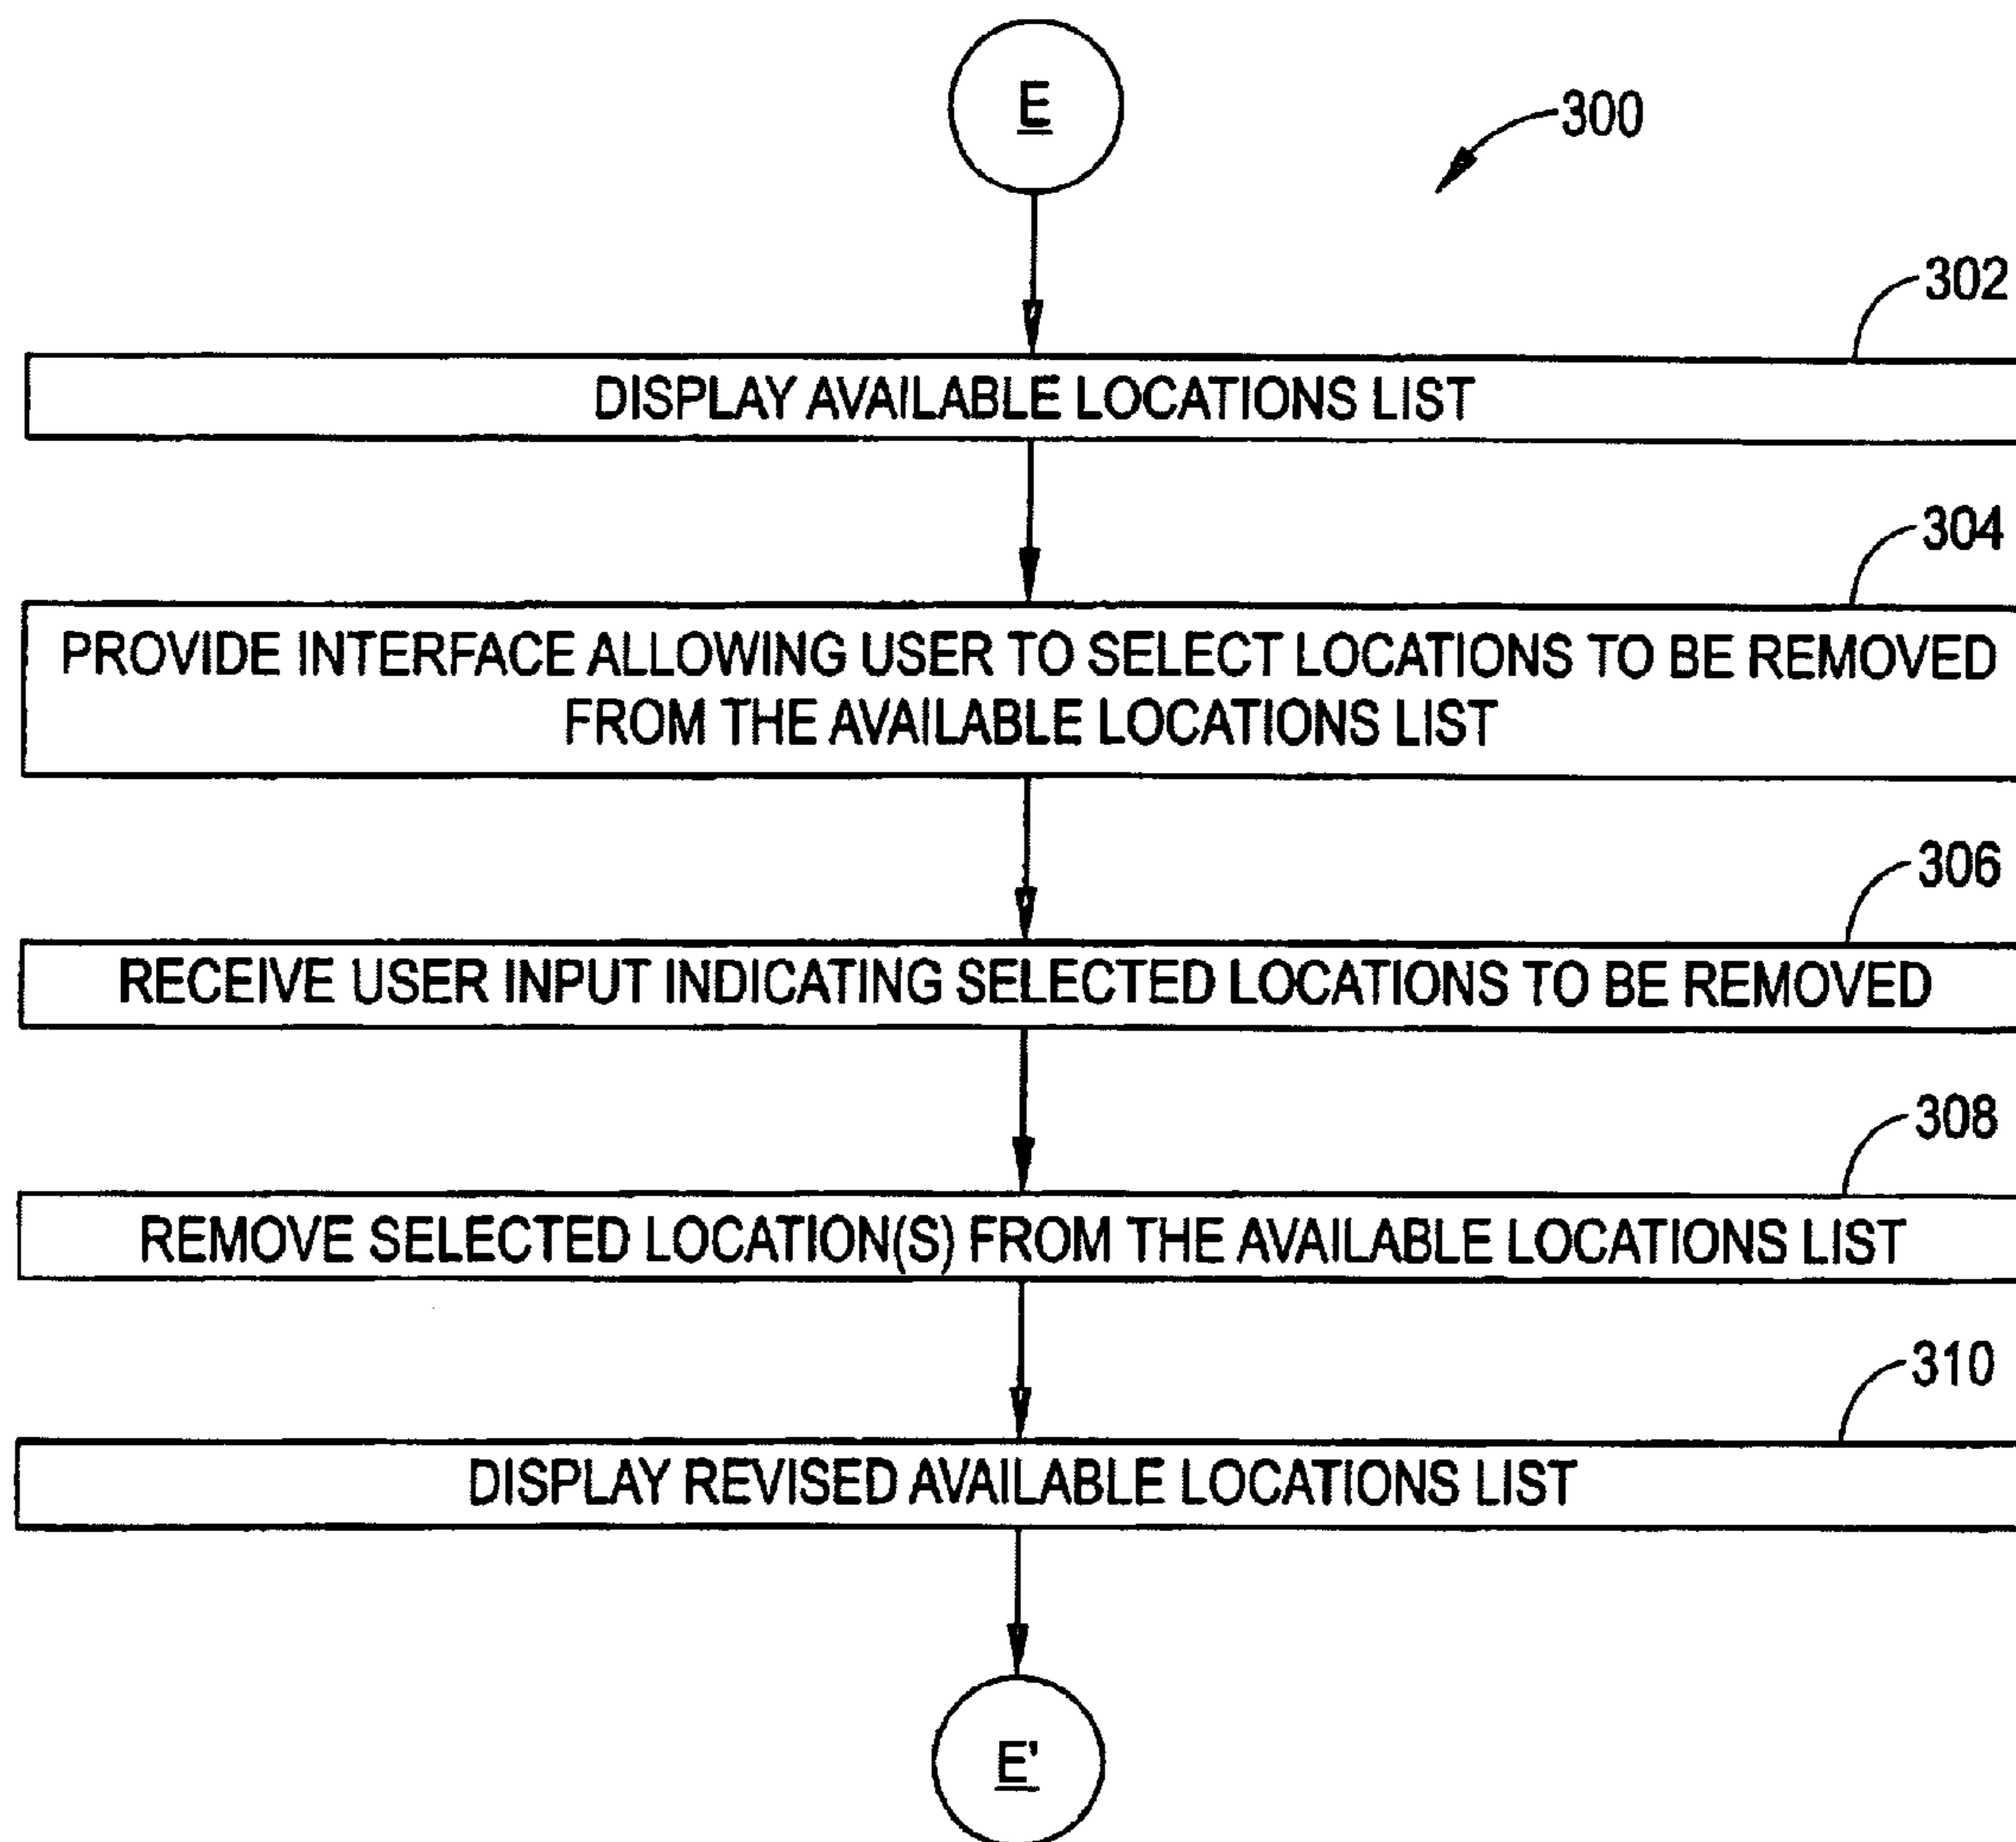 E
300
302
DISPLAY AVAILABLE LOCATIONS LIST
304
PROVIDE INTERFACE ALLOWING USER TO SELECT LOCATIONS TO BE REMOVED
FROM THE AVAILABLE LOCATIONS LIST
306
RECEIVE USER INPUT INDICATING SELECTED LOCATIONS TO BE REMOVED
308
REMOVE SELECTED LOCATION(S) FROM THE AVAILABLE LOCATIONS LIST
310
DISPLAY REVISED AVAILABLE LOCATIONS LIST
E'